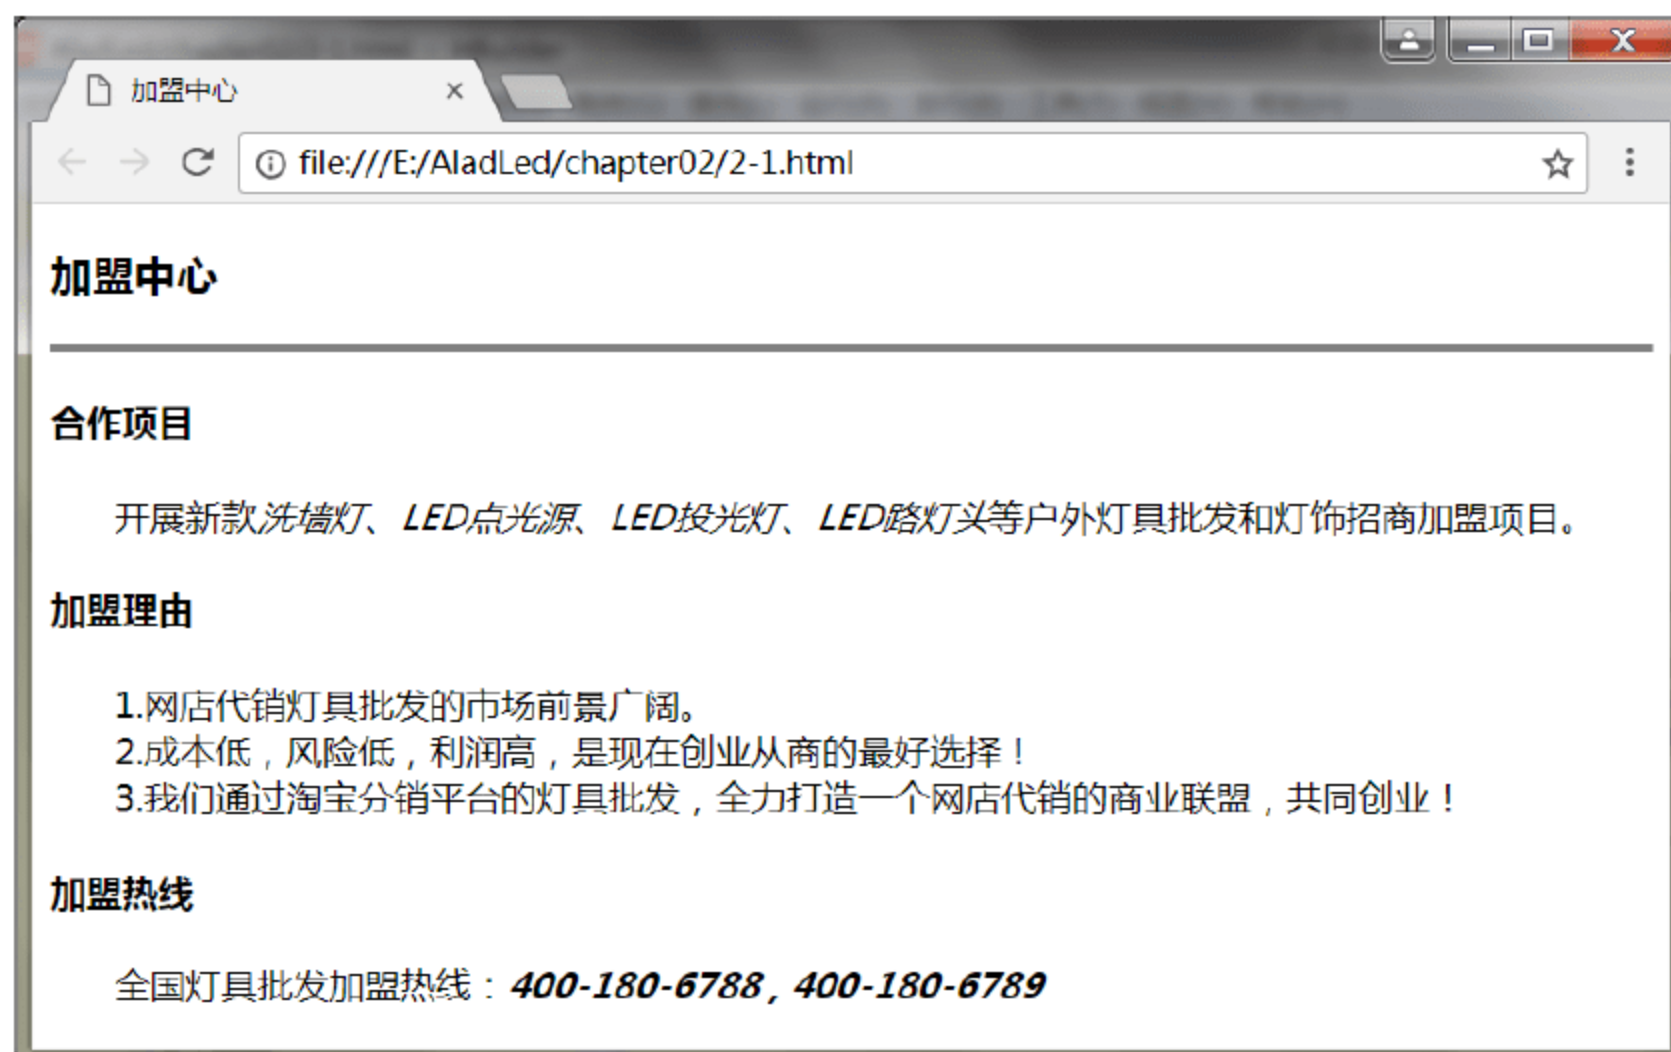 加盟中心
file:///E:/AladLed/chapter02/2-1.html
加盟中心
合作项目
开展新款洗墙灯、LED点光源、LED投光灯、LED路灯头等户外灯具批发和灯饰招商加盟项目。
加盟理由
1.网店代销灯具批发的市场前景广阔。
2.成本低，风险低，利润高，是现在创业从商的最好选择！
3.我们通过淘宝分销平台的灯具批发，全力打造一个网店代销的商业联盟，共同创业！
加盟热线
全国灯具批发加盟热线：400-180-6788, 400-180-6789